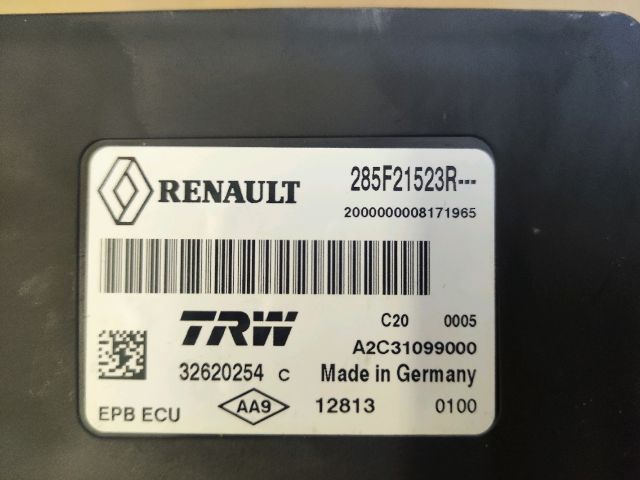 RENAULT 285F21523R---
2000000008171965
TRW C20 0005
A2C31099000
32620254 C Made in Germany
EPB ECU AA9 12813 0100